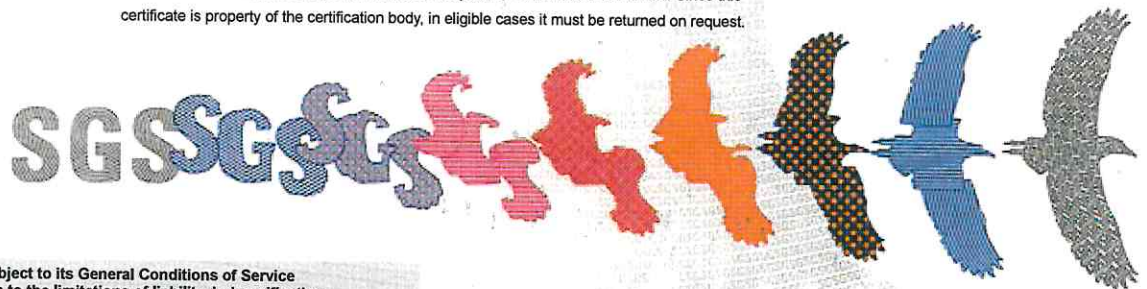 certificate is property of the certification body, in eligible cases it must be returned on request.
SGS SGS SGS
bject to its General Conditions of Service